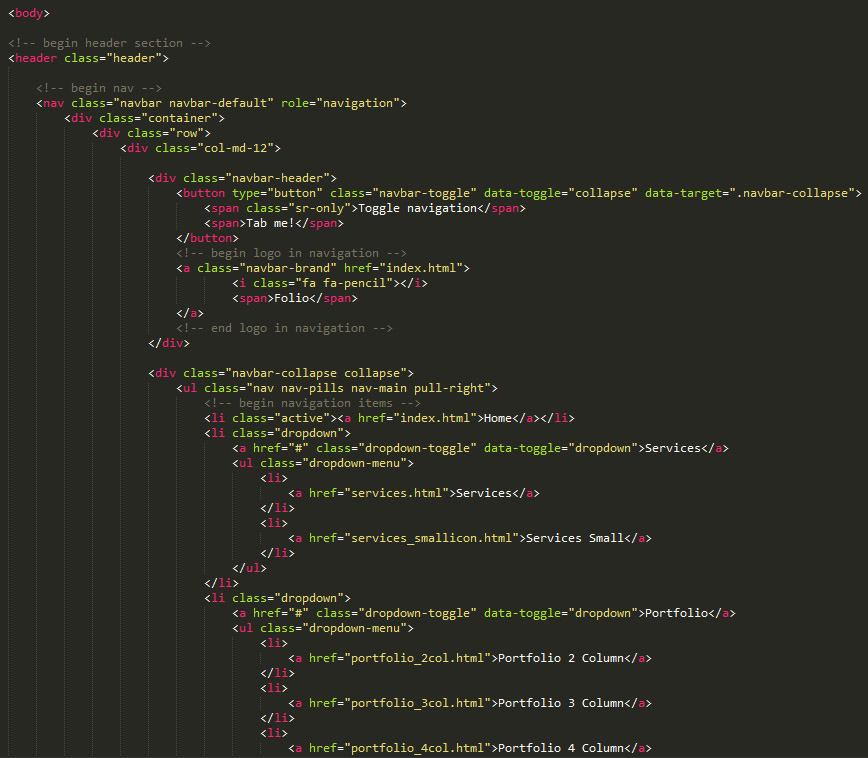 <body>
<!-- begin header section -->
<header class="header">
<!-- begin nav -->
<nav class="navbar navbar-default" role="navigation">
<div class="container">
<div class="row">
<div class="col-md-12">
<div class="navbar-header">
<button type="button" class="navbar-toggle" data-toggle="collapse" data-target=".navbar-collapse">
<span class="sr-only">Toggle navigation</span>
<span>Tab me!</span>
</button>
<!-- begin logo in navigation -->
<a class="navbar-brand" href="index.html">
<i class="fa fa-pencil"></i>
<span>Folio</span>
</a>
<!-- end logo in navigation -->
</div>
<div class="navbar-collapse collapse">
<ul class="nav nav-pills nav-main pull-right">
<!-- begin navigation items -->
<li class="active"><a href="index.html">Home</a></li>
<li class="dropdown">
<a href="#" class="dropdown-toggle" data-toggle="dropdown">Services</a>
<ul class="dropdown-menu">
<li>
<a href="services.html">Services</a>
</li>
<li>
<a href="services_smallicon.html">Services Small</a>
</li>
</ul>
</li>
<li class="dropdown">
<a href="#" class="dropdown-toggle" data-toggle="dropdown">Portfolio</a>
<ul class="dropdown-menu">
<li>
<a href="portfolio_2col.html">Portfolio 2 Column</a>
</li>
<li>
<a href="portfolio_3col.html">Portfolio 3 Column</a>
</li>
<li>
<a href="portfolio_4col.html">Portfolio 4 Column</a>